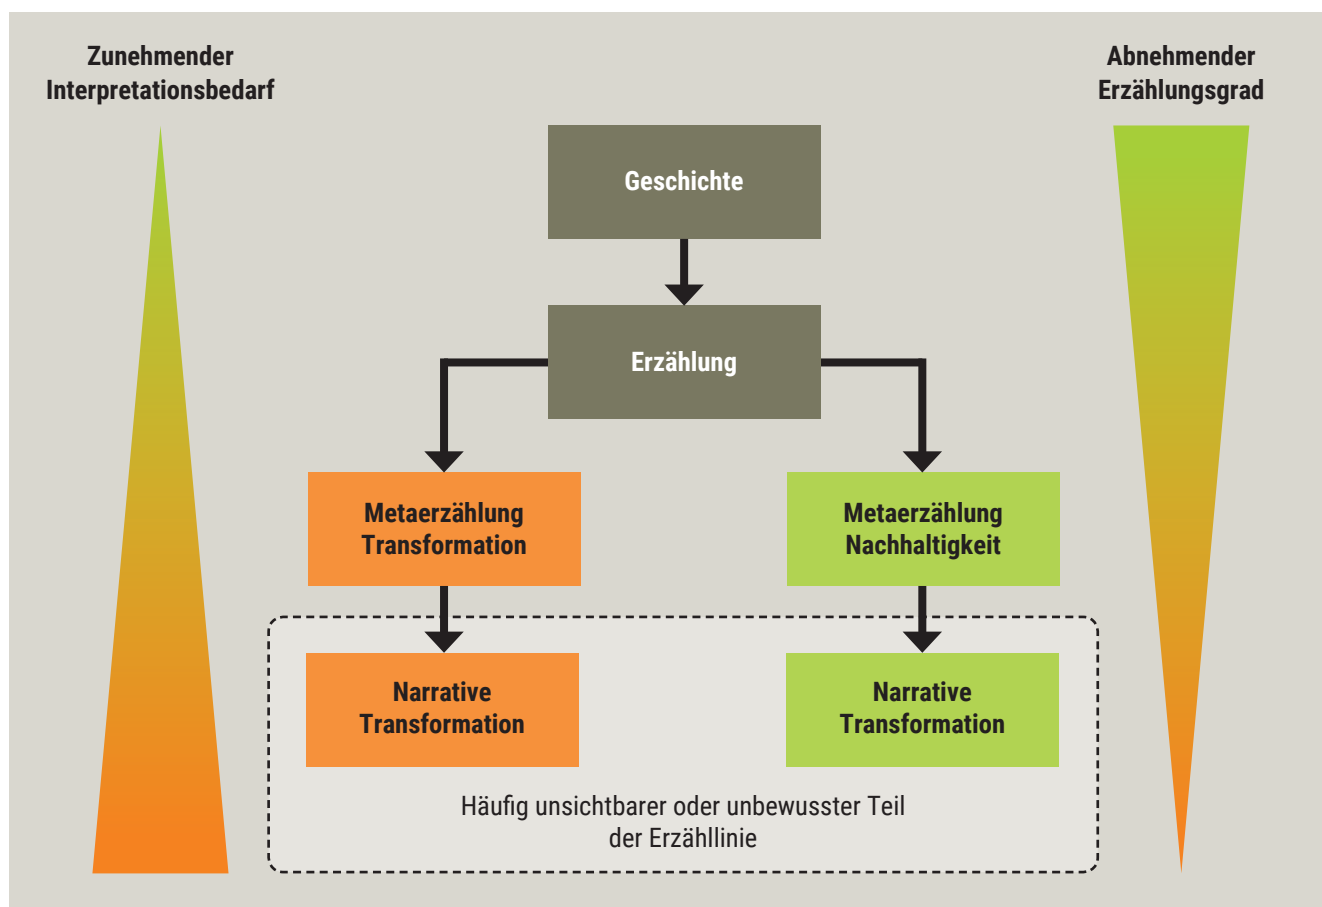 Zunehmender
Interpretationsbedarf
Abnehmender
Erzählungsgrad
Geschichte
Erzählung
Metaerzählung
Transformation
Metaerzählung
Nachhaltigkeit
Narrative
Transformation
Narrative
Transformation
Häufig unsichtbarer oder unbewusster Teil
der Erzähllinie